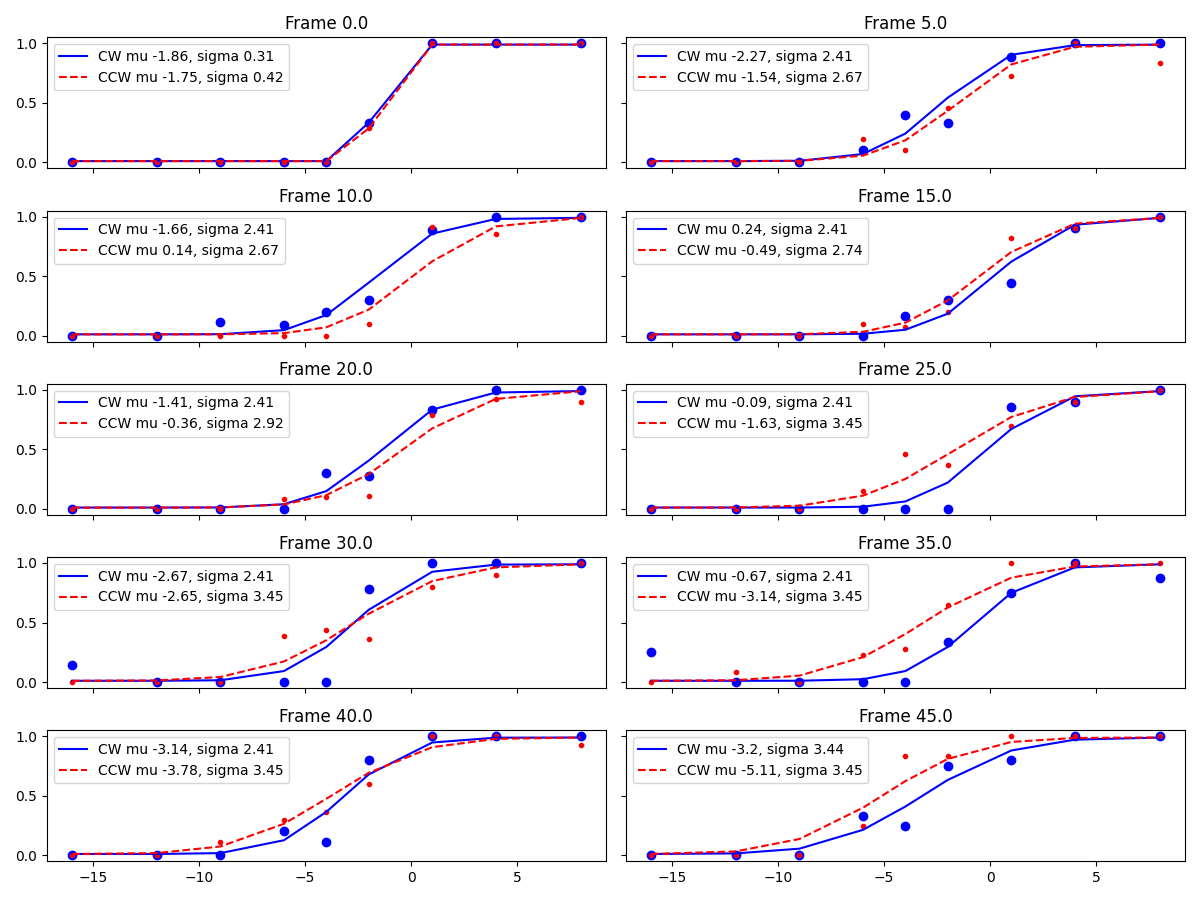 Frame 0.0
1.0
0.5
0.0
CW mu -1.86, sigma 0.31
CCW mu -1.75, sigma 0.42
Frame 5.0
CW mu -2.27, sigma 2.41
CCW mu -1.54, sigma 2.67
Frame 10.0
1.0
0.5
0.0
CW mu -1.66, sigma 2.41
CCW mu 0.14, sigma 2.67
Frame 15.0
CW mu 0.24, sigma 2.41
CCW mu -0.49, sigma 2.74
Frame 20.0
1.0
0.5
0.0
CW mu -1.41, sigma 2.41
CCW mu -0.36, sigma 2.92
Frame 25.0
CW mu -0.09, sigma 2.41
CCW mu -1.63, sigma 3.45
Frame 30.0
1.0
0.5
0.0
CW mu -2.67, sigma 2.41
CCW mu -2.65, sigma 3.45
Frame 35.0
CW mu -0.67, sigma 2.41
CCW mu -3.14, sigma 3.45
Frame 40.0
1.0
0.5
0.0
CW mu -3.14, sigma 2.41
CCW mu -3.78, sigma 3.45
−15 −10 −5 0 5
Frame 45.0
CW mu -3.2, sigma 3.44
CCW mu -5.11, sigma 3.45
−15 −10 −5 0 5